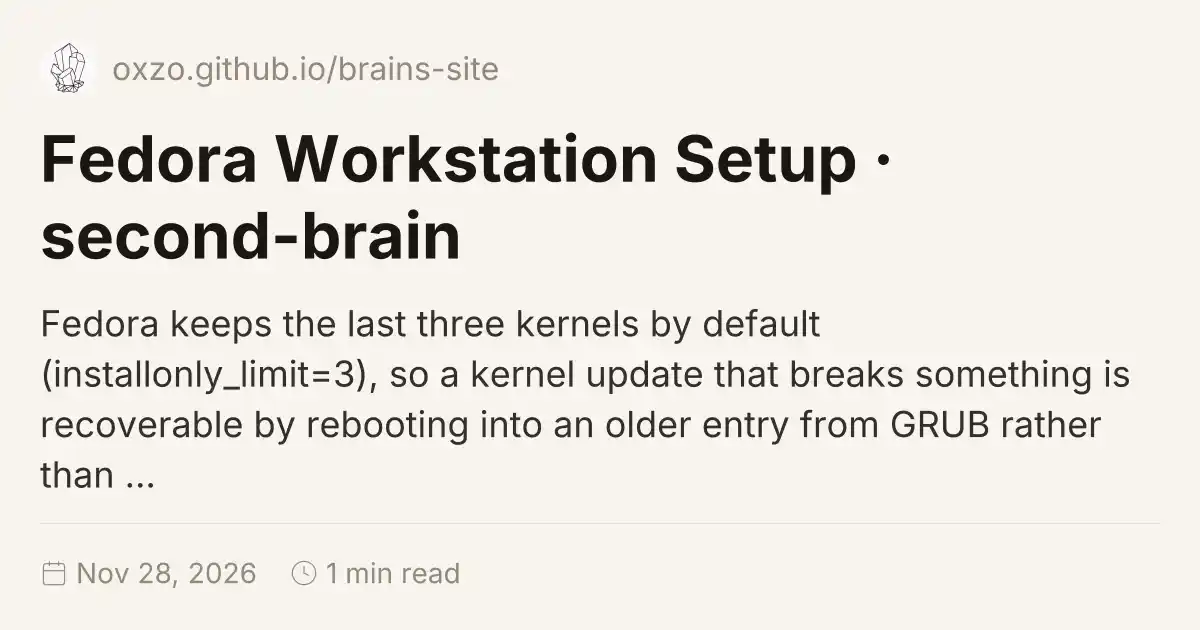 oxzo.github.io/brains-site
Fedora Workstation Setup ·
second-brain
Fedora keeps the last three kernels by default
(installonly_limit=3), so a kernel update that breaks something is
recoverable by rebooting into an older entry from GRUB rather
than ...
Nov 28, 2026 1 min read